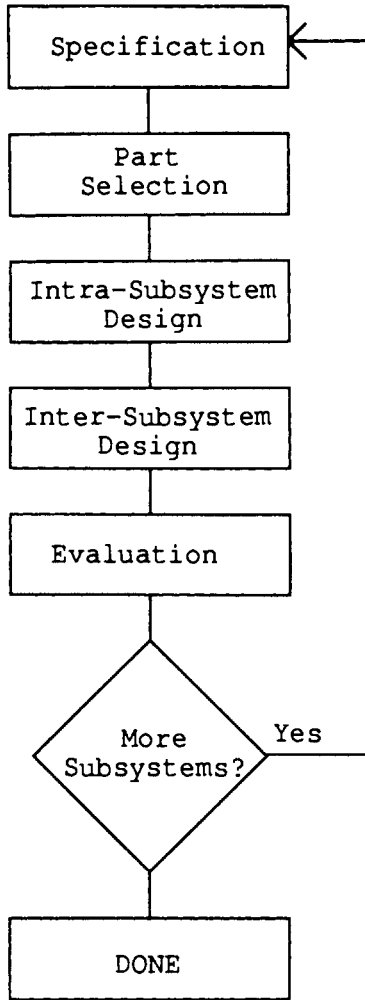 Specification
Part
Selection
Intra-Subsystem
Design
Inter-Subsystem
Design
Evaluation
More
Subsystems?
Yes
DONE